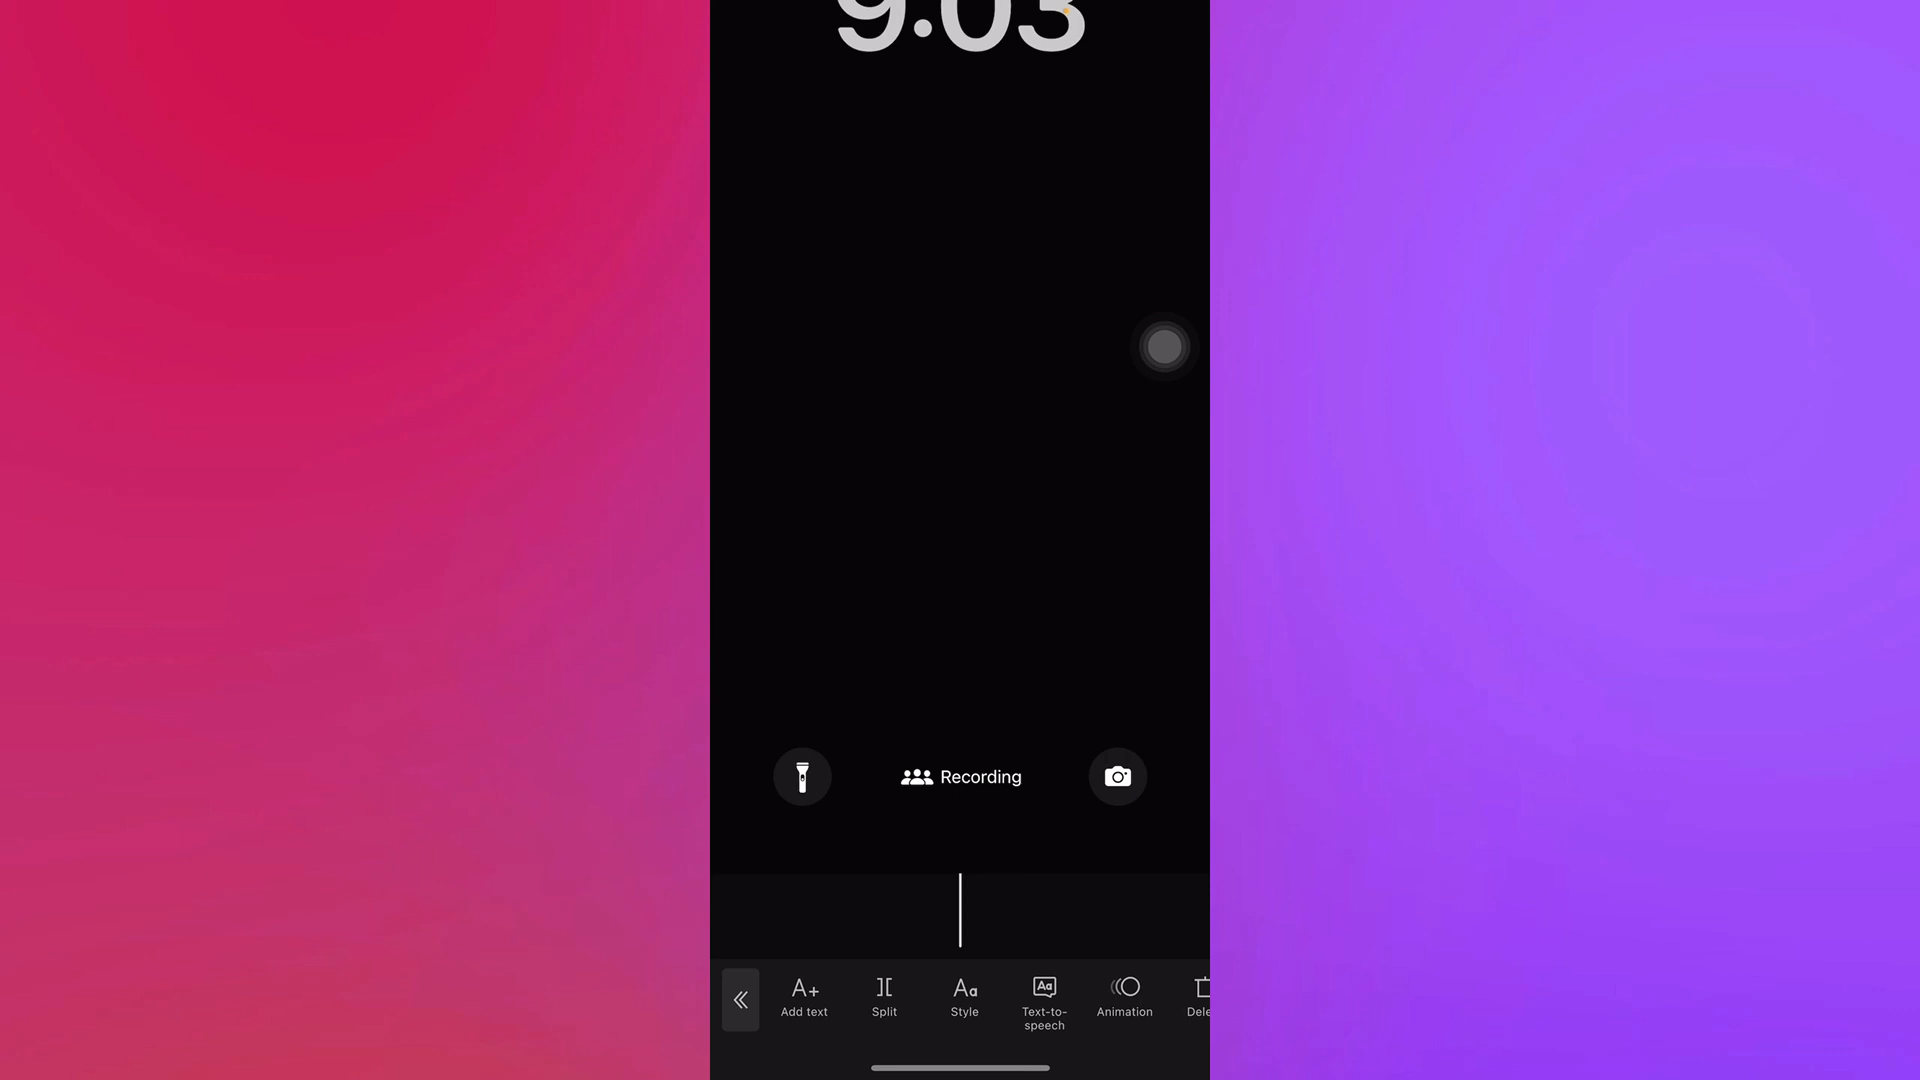 9:03
Recording
Add text
Split
Style
Text-to-
speech
Animation
Dele